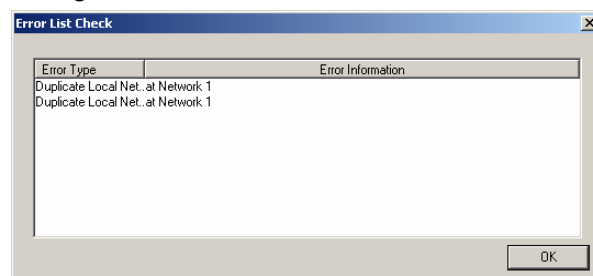 Error List Check
Error Type Error Information
Duplicate Local Net..at Network 1
Duplicate Local Net..at Network 1
OK